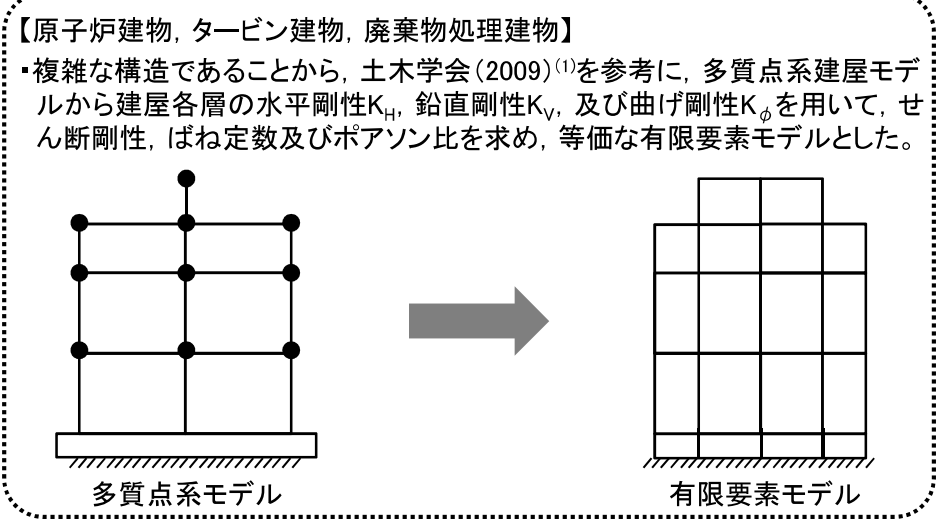 【原子炉建物，タービン建物，廃棄物処理建物】
・複雑な構造であることから，土木学会（2009）⁽¹⁾を参考に，多質点系建屋モデ
ルから建屋各層の水平剛性K_H，鉛直剛性K_V，及び曲げ剛性K_φを用いて，せ
ん断剛性，ばね定数及びポアソン比を求め，等価な有限要素モデルとした。
多質点系モデル
有限要素モデル